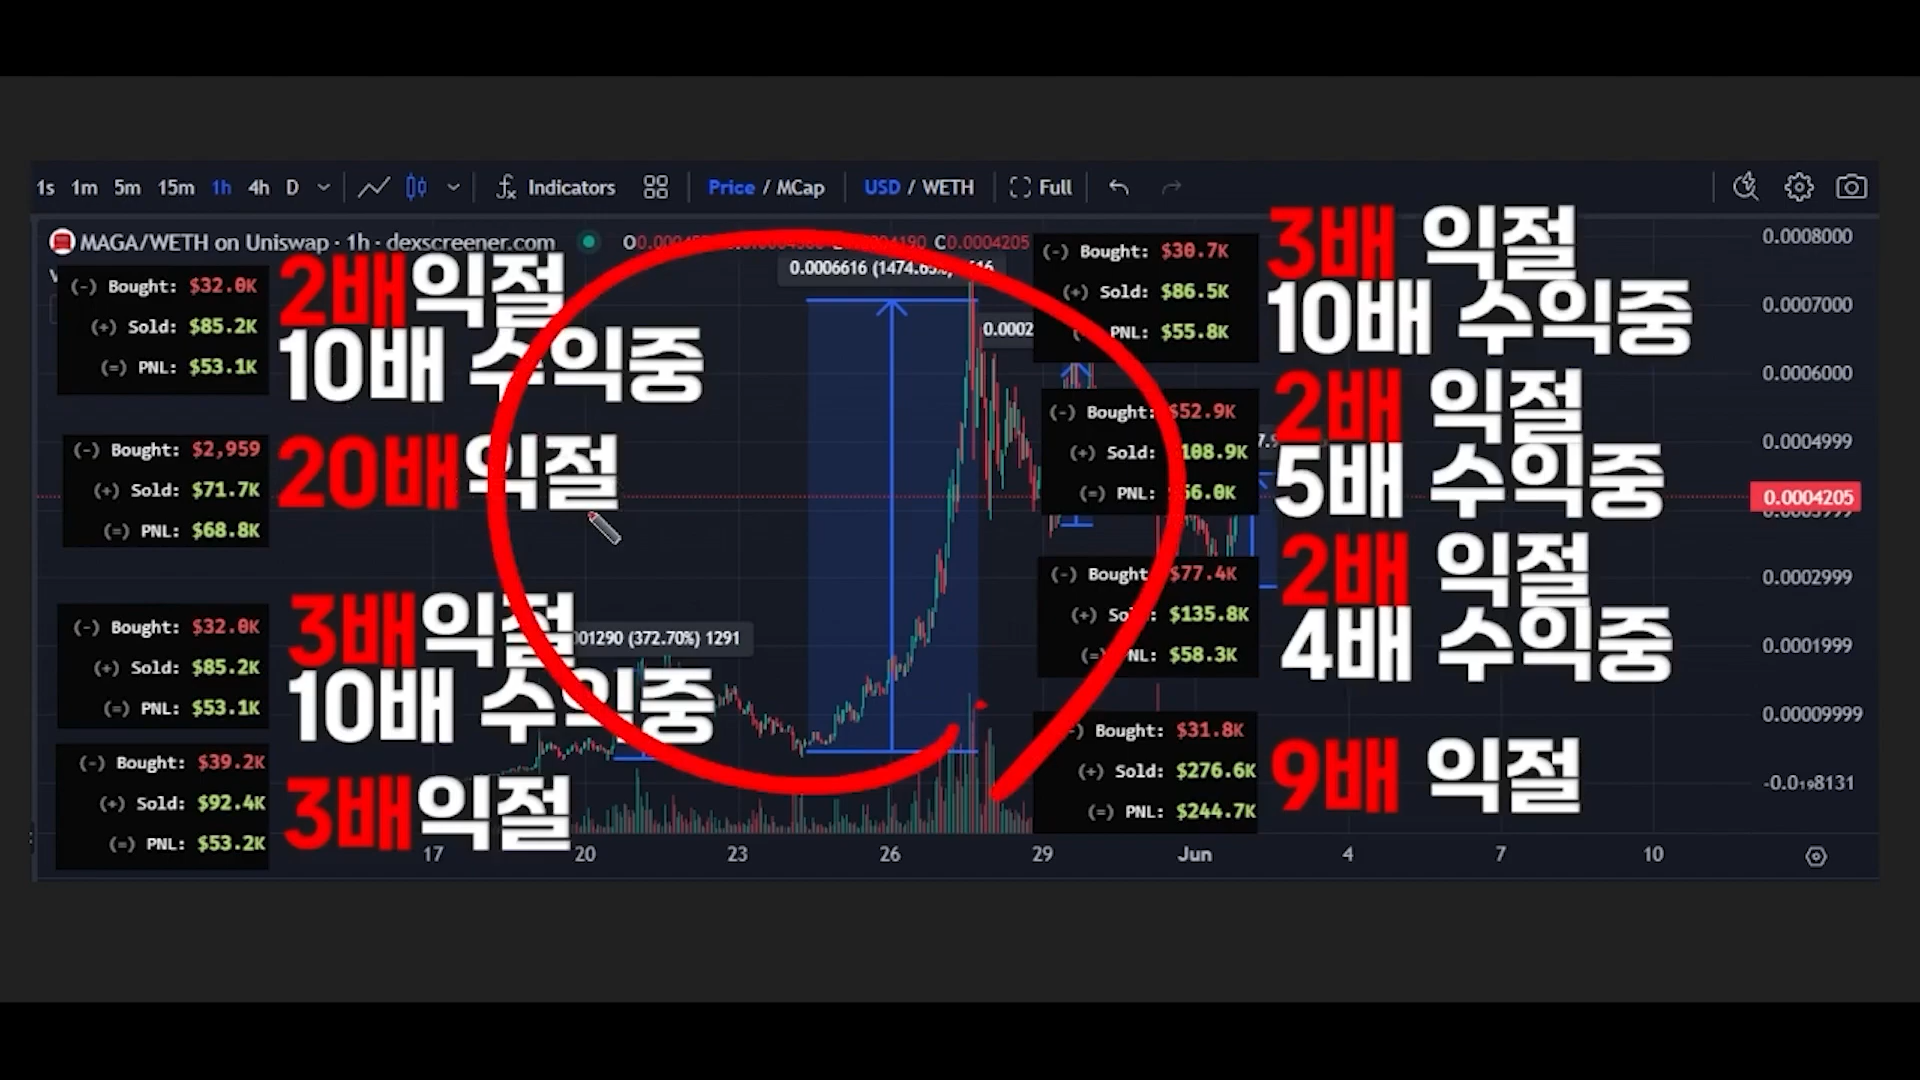 1s 1m 5m 15m 1h 4h D Indicators Price / MCap USD / WETH Full
MAGA/WETH on Uniswap · 1h · dexscreener.com
C0.0004205
0.0006616 (1474.63%)
0.0002
(372.70%) 1291
(-) Bought: $32.0K
(+) Sold: $85.2K
(=) PNL: $53.1K
2배익절
10배 수익중
(-) Bought: $2,959
(+) Sold: $71.7K
(=) PNL: $68.8K
20배익절
(-) Bought: $32.0K
(+) Sold: $85.2K
(=) PNL: $53.1K
3배익절
10배 수익중
(-) Bought: $39.2K
(+) Sold: $92.4K
(=) PNL: $53.2K
3배익절
(-) Bought: $30.7K
(+) Sold: $86.5K
PNL: $55.8K
3배 익절
10배 수익중
(-) Bought: $52.9K
(+) Sold: $108.9K
(=) PNL: $56.0K
2배 익절
5배 수익중
(-) Bought: $77.4K
(+) Sold: $135.8K
(=) PNL: $58.3K
2배 익절
4배 수익중
(-) Bought: $31.8K
(+) Sold: $276.6K
(=) PNL: $244.7K
9배 익절
0.0008000
0.0007000
0.0006000
0.0004999
0.0004205
0.0002999
0.0001999
0.00009999
-0.0₁₉8131
17 20 23 26 29 Jun 4 7 10